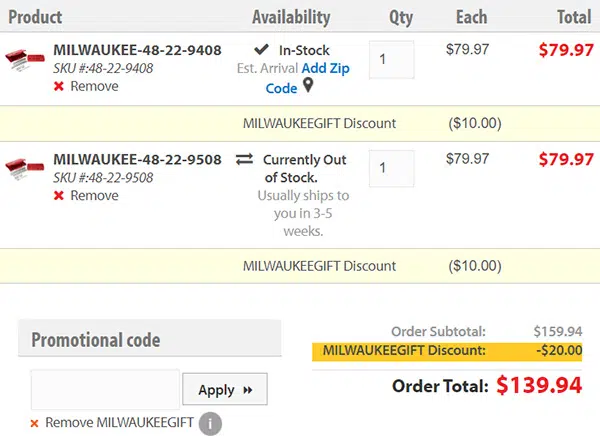 Product Availability Qty Each Total
MILWAUKEE-48-22-9408 In-Stock 1 $79.97 $79.97
SKU #:48-22-9408 Est. Arrival Add Zip
Remove Code
MILWAUKEEGIFT Discount ($10.00)
MILWAUKEE-48-22-9508 Currently Out 1 $79.97 $79.97
SKU #:48-22-9508 of Stock.
Remove Usually ships to
you in 3-5
weeks.
MILWAUKEEGIFT Discount ($10.00)
Promotional code
Apply
Remove MILWAUKEEGIFT i
Order Subtotal: $159.94
MILWAUKEEGIFT Discount: -$20.00
Order Total: $139.94